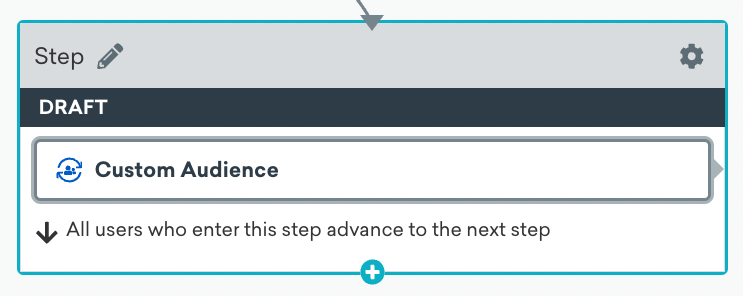 Step
DRAFT
Custom Audience
All users who enter this step advance to the next step